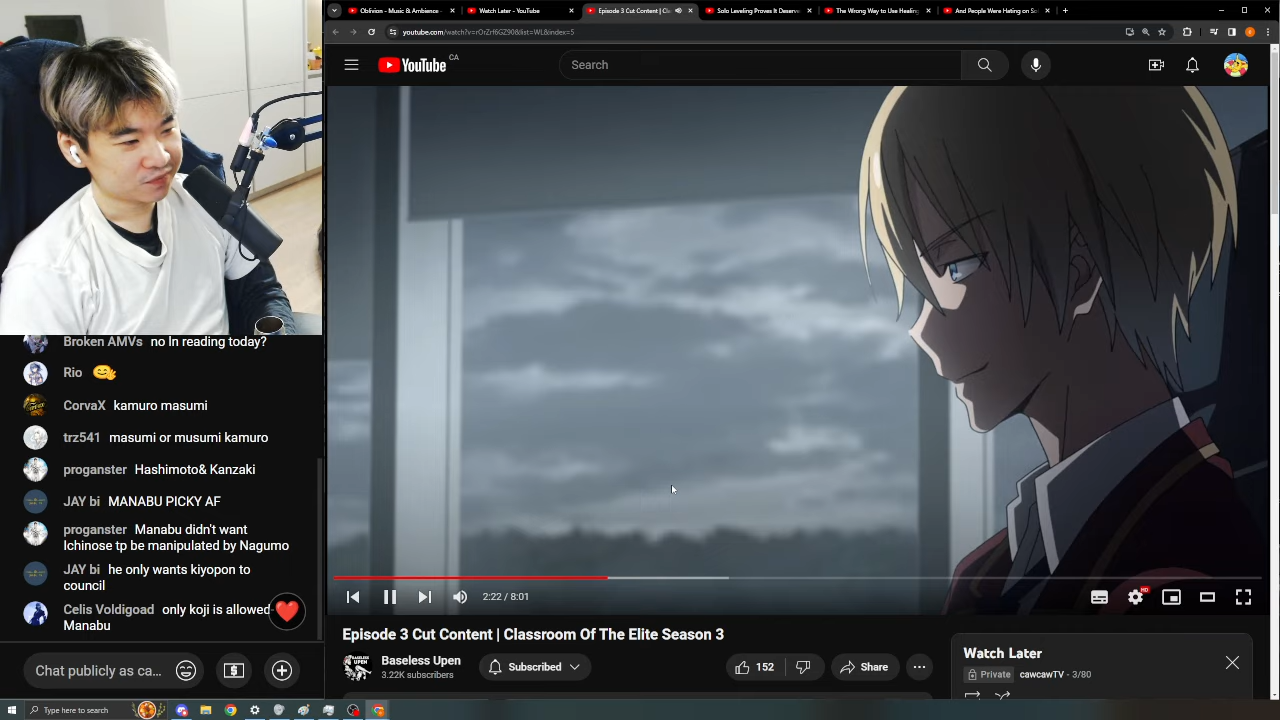 Oblivion - Music & Ambience -
Watch Later - YouTube
Episode 3 Cut Content | Cl
Solo Leveling Proves It Deserve
The Wrong Way to Use Healing
And People Were Hating on So
youtube.com/watch?v=rOrZrf6GZ90&list=WL&index=5
YouTube CA
Search
Broken AMVs no ln reading today?
Rio
CorvaX kamuro masumi
trz541 masumi or musumi kamuro
proganster Hashimoto& Kanzaki
JAY bi MANABU PICKY AF
proganster Manabu didn't want
Ichinose tp be manipulated by Nagumo
JAY bi he only wants kiyopon to
council
Celis Voldigoad only koji is allowed-
Manabu
Chat publicly as ca...
2:22 / 8:01
HD
Episode 3 Cut Content | Classroom Of The Elite Season 3
BASELESS UPEN
Baseless Upen
3.22K subscribers
Subscribed
152
Share
Watch Later
Private cawcawTV - 3/80
Type here to search